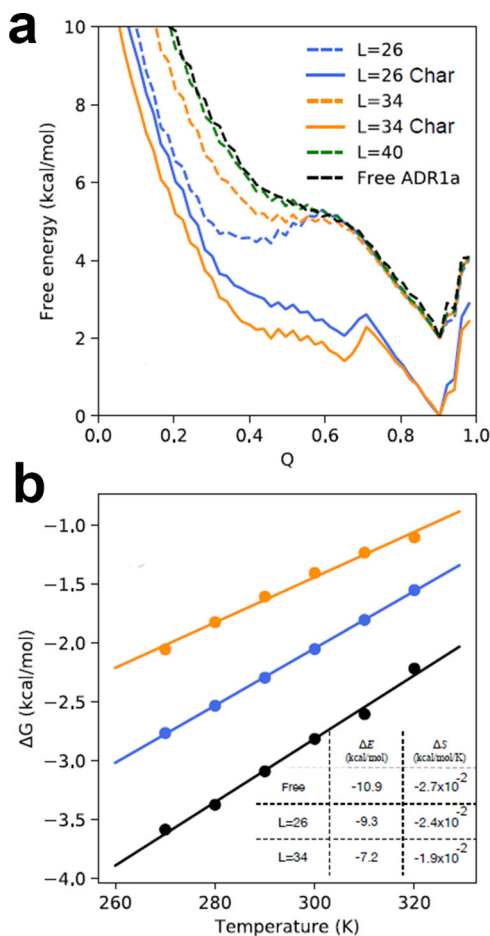 a
10
8
6
4
2
0
Free energy (kcal/mol)
L=26
L=26 Char
L=34
L=34 Char
L=40
Free ADR1a
0.0 0.2 0.4 0.6 0.8 1.0
Q
b
−1.0
−1.5
−2.0
−2.5
−3.0
−3.5
−4.0
ΔG (kcal/mol)
ΔE ΔS
(kcal/mol) (kcal/mol/K)
Free -10.9 -2.7x10-2
L=26 -9.3 -2.4x10-2
L=34 -7.2 -1.9x10-2
260 280 300 320
Temperature (K)